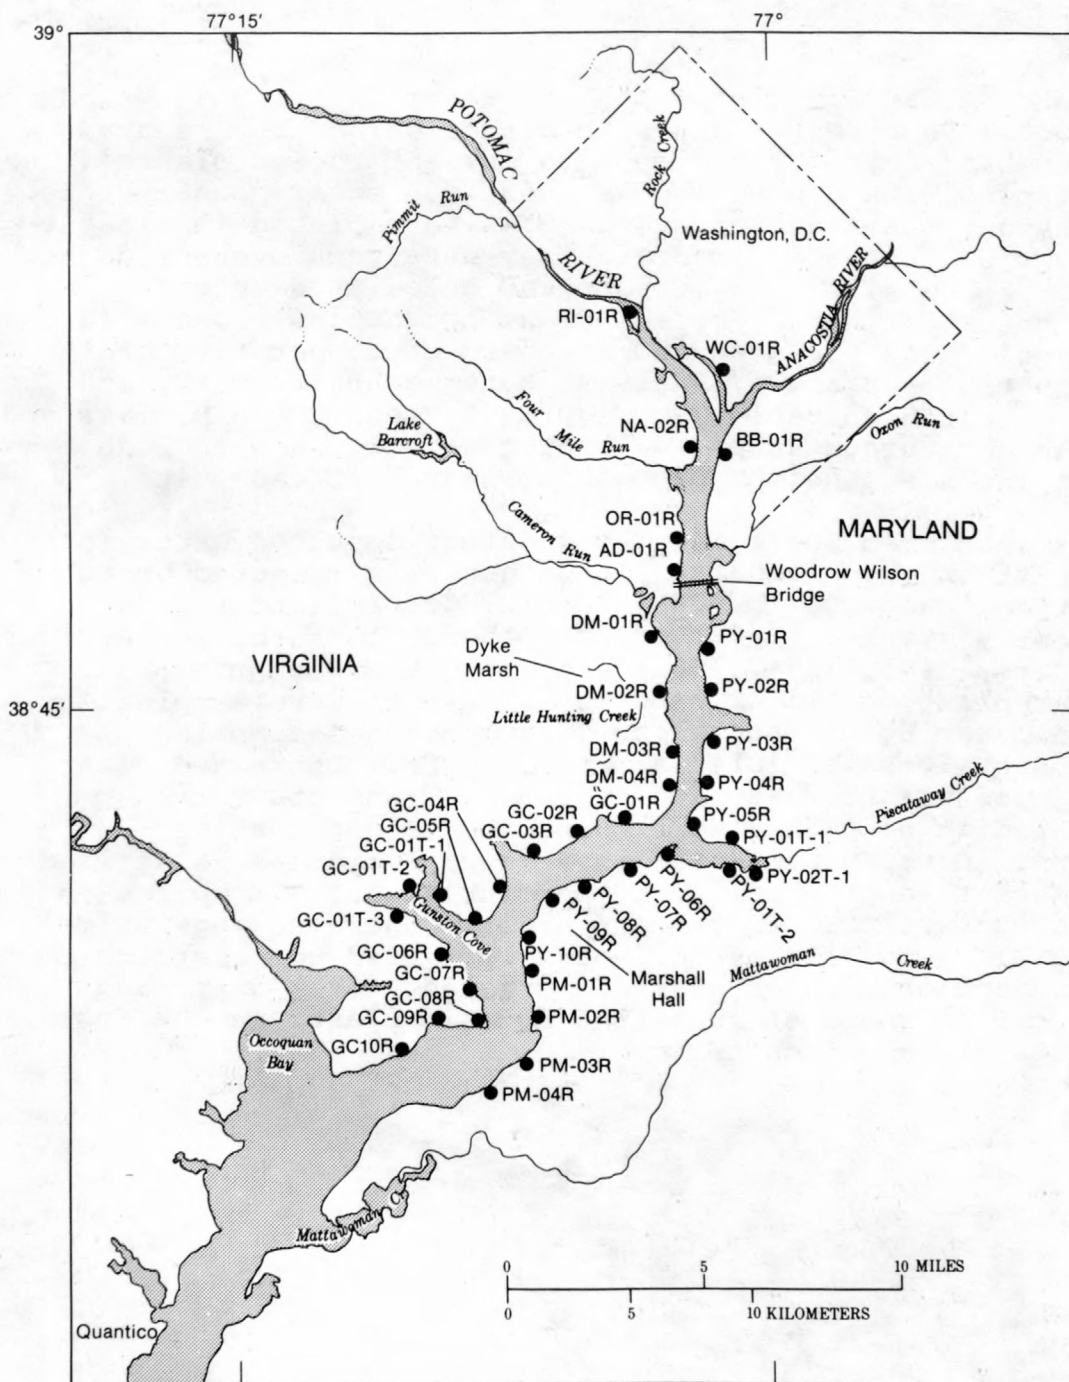 77°15′
77°
39°
POTOMAC
Rock Creek
Pimmit Run
Washington, D.C.
RIVER
ANACOSTIA RIVER
RI-01R
WC-01R
Four Mile Run
Lake
Barcroft
NA-02R
BB-01R
Oxon Run
Cameron Run
OR-01R
MARYLAND
AD-01R
Woodrow Wilson
Bridge
DM-01R
PY-01R
Dyke
Marsh
VIRGINIA
DM-02R
PY-02R
38°45′
Little Hunting Creek
DM-03R
PY-03R
DM-04R
PY-04R
Piscataway Creek
GC-04R
GC-02R
GC-01R
PY-05R
GC-05R
GC-03R
PY-01T-1
GC-01T-1
GC-01T-2
PY-02T-1
GC-01T-3
Gunston Cove
PY-09R
PY-08R
PY-07R
PY-06R
PY-01T-2
GC-06R
PY-10R
Marshall
Hall
Mattawoman Creek
GC-07R
PM-01R
GC-08R
GC-09R
PM-02R
Occoquan
Bay
GC10R
PM-03R
PM-04R
Mattawoman C.
0 5 10 MILES
0 5 10 KILOMETERS
Quantico